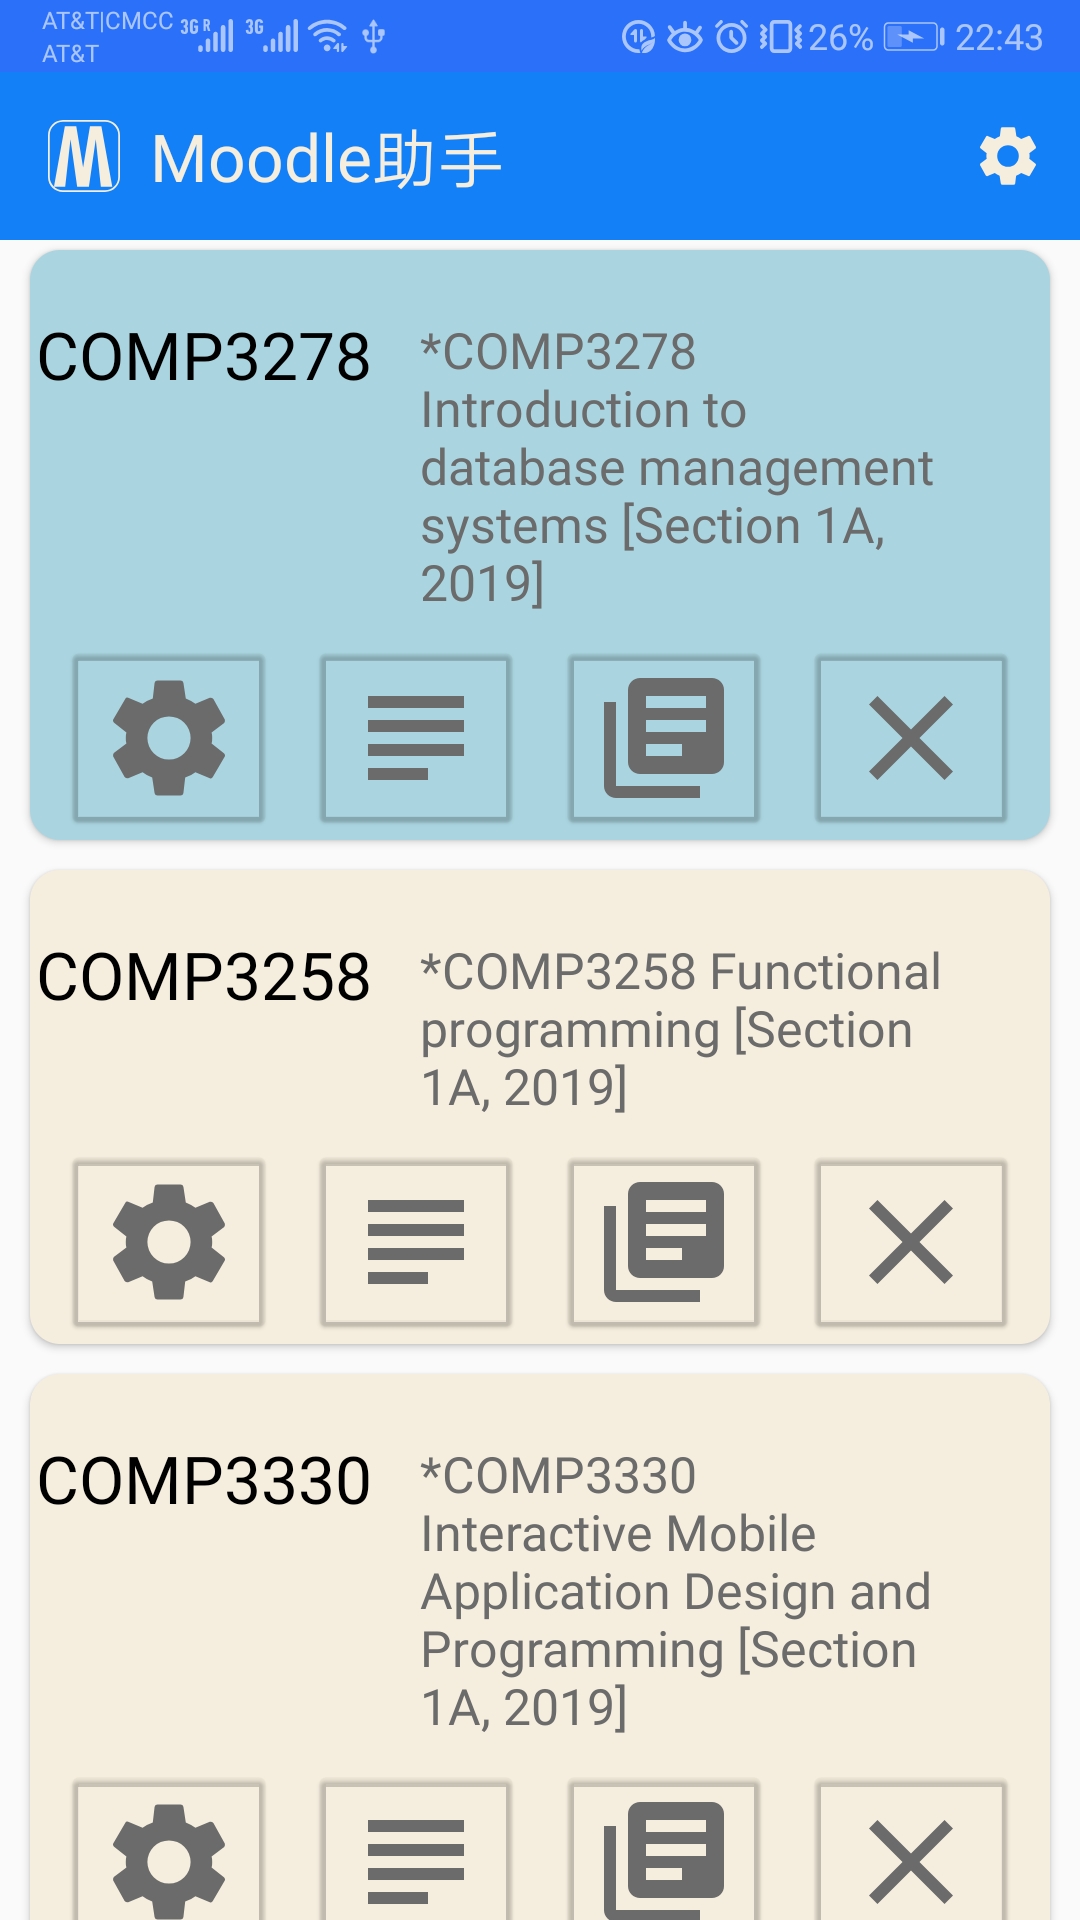 AT&T|CMCC 3G R 3G 26% 22:43
AT&T
M Moodle助手
COMP3278
*COMP3278
Introduction to
database management
systems [Section 1A,
2019]
COMP3258
*COMP3258 Functional
programming [Section
1A, 2019]
COMP3330
*COMP3330
Interactive Mobile
Application Design and
Programming [Section
1A, 2019]